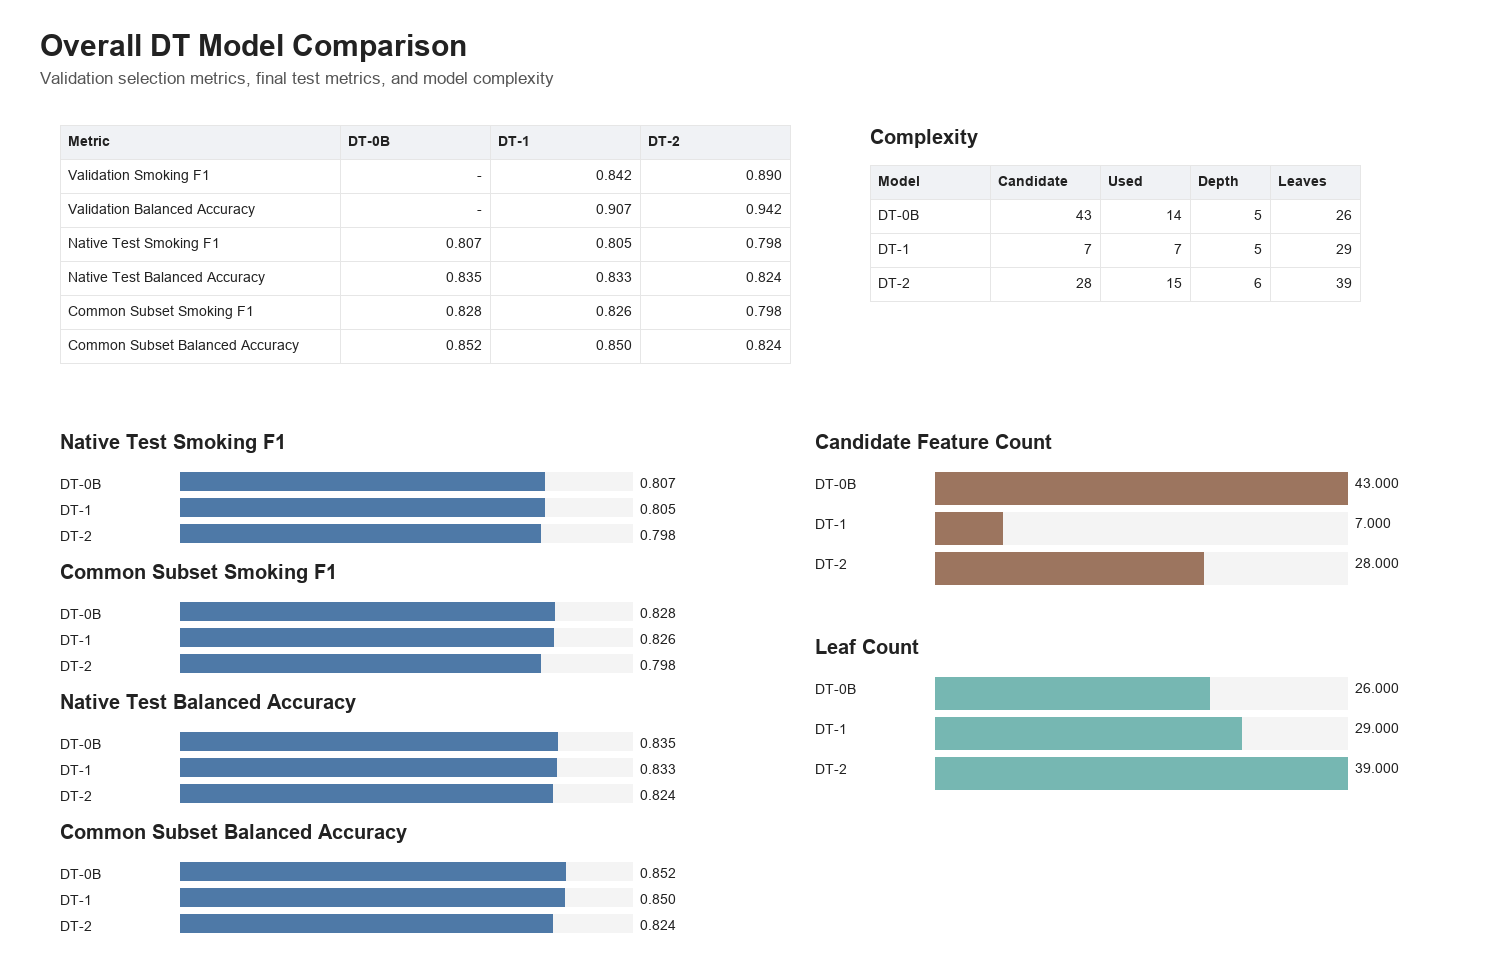 Overall DT Model Comparison
Validation selection metrics, final test metrics, and model complexity
Metric DT-0B DT-1 DT-2
Validation Smoking F1 - 0.842 0.890
Validation Balanced Accuracy - 0.907 0.942
Native Test Smoking F1 0.807 0.805 0.798
Native Test Balanced Accuracy 0.835 0.833 0.824
Common Subset Smoking F1 0.828 0.826 0.798
Common Subset Balanced Accuracy 0.852 0.850 0.824
Complexity
Model Candidate Used Depth Leaves
DT-0B 43 14 5 26
DT-1 7 7 5 29
DT-2 28 15 6 39
Native Test Smoking F1
DT-0B 0.807
DT-1 0.805
DT-2 0.798
Common Subset Smoking F1
DT-0B 0.828
DT-1 0.826
DT-2 0.798
Native Test Balanced Accuracy
DT-0B 0.835
DT-1 0.833
DT-2 0.824
Common Subset Balanced Accuracy
DT-0B 0.852
DT-1 0.850
DT-2 0.824
Candidate Feature Count
DT-0B 43.000
DT-1 7.000
DT-2 28.000
Leaf Count
DT-0B 26.000
DT-1 29.000
DT-2 39.000